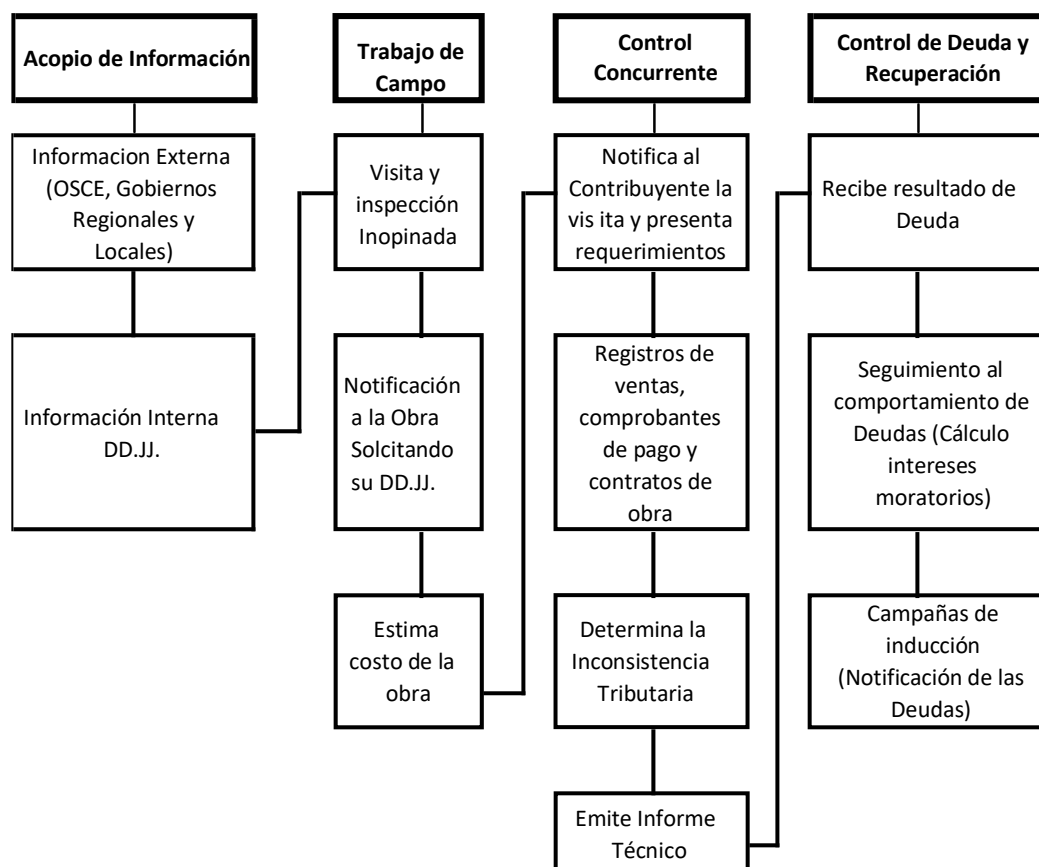 Acopio de Información
Informacion Externa
(OSCE, Gobiernos
Regionales y
Locales)
Información Interna
DD.JJ.
Trabajo de
Campo
Visita y
inspección
Inopinada
Notificación
a la Obra
Solcitando
su DD.JJ.
Estima
costo de la
obra
Control
Concurrente
Notifica al
Contribuyente la
vis ita y presenta
requerimientos
Registros de
ventas,
comprobantes
de pago y
contratos de
obra
Determina la
Inconsistencia
Tributaria
Emite Informe
Técnico
Control de Deuda y
Recuperación
Recibe resultado de
Deuda
Seguimiento al
comportamiento de
Deudas (Cálculo
intereses
moratorios)
Campañas de
inducción
(Notificación de las
Deudas)